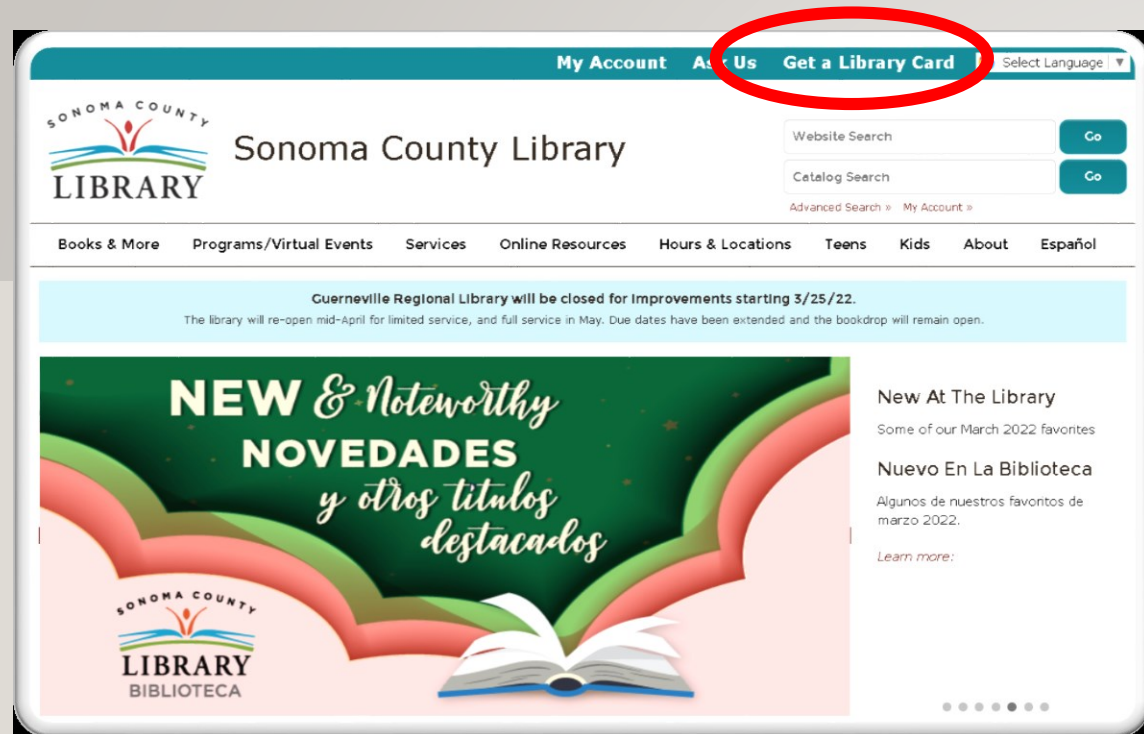 My Account Ask Us Get a Library Card Select Language
SONOMA COUNTY
LIBRARY
Sonoma County Library
Website Search Go
Catalog Search Go
Advanced Search » My Account »
Books & More Programs/Virtual Events Services Online Resources Hours & Locations Teens Kids About Español
Guerneville Regional Library will be closed for improvements starting 3/25/22.
The library will re-open mid-April for limited service, and full service in May. Due dates have been extended and the bookdrop will remain open.
NEW & Noteworthy
NOVEDADES
y otros titulos
destacados
SONOMA COUNTY
LIBRARY
BIBLIOTECA
New At The Library
Some of our March 2022 favorites
Nuevo En La Biblioteca
Algunos de nuestros favoritos de
marzo 2022.
Learn more: